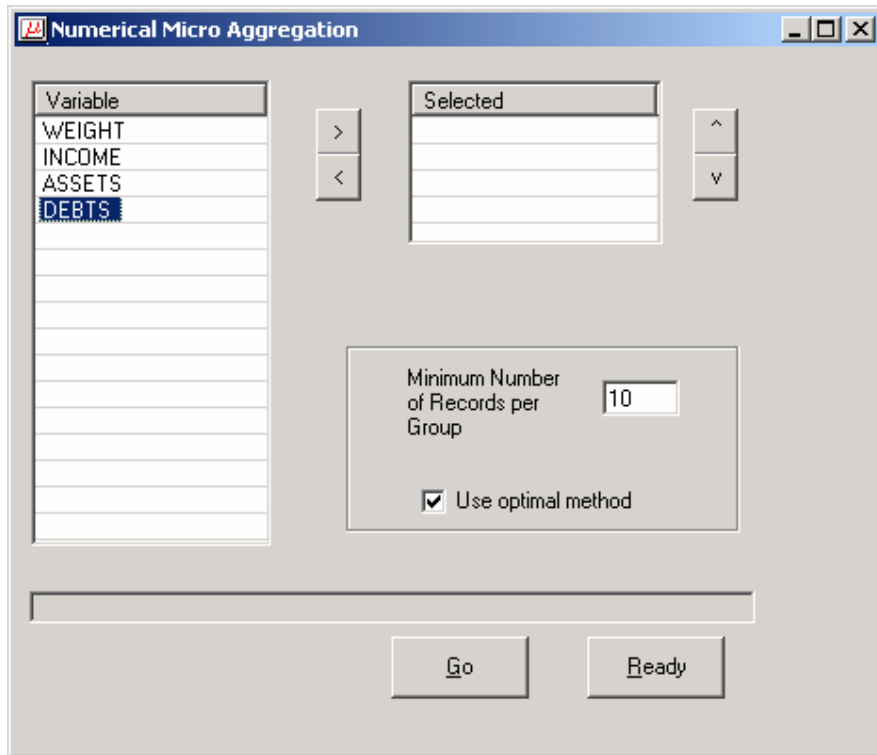 μ Numerical Micro Aggregation
Variable
WEIGHT
INCOME
ASSETS
DEBTS
>
<
Selected
^
v
Minimum Number
of Records per
Group
10
Use optimal method
Go
Ready